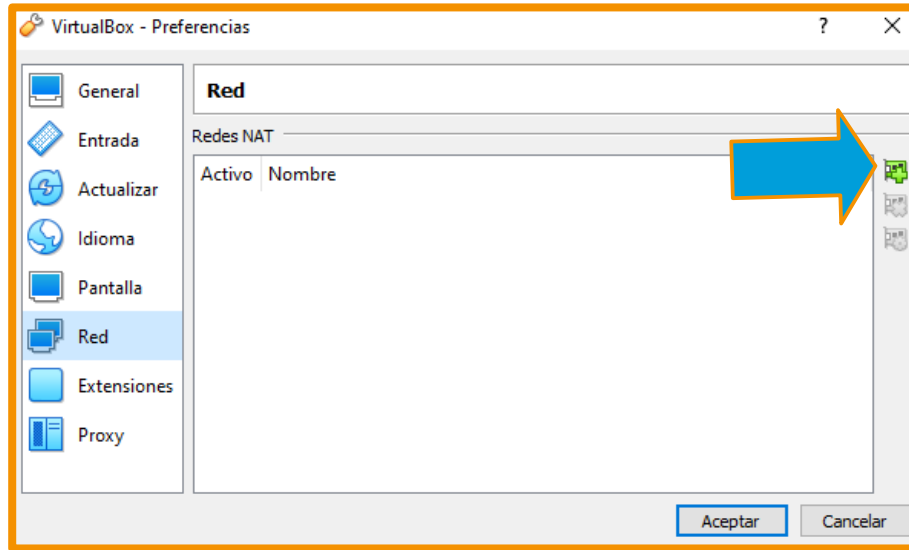 VirtualBox - Preferencias
?
General
Entrada
Actualizar
Idioma
Pantalla
Red
Extensiones
Proxy
Red
Redes NAT
Activo Nombre
Aceptar
Cancelar